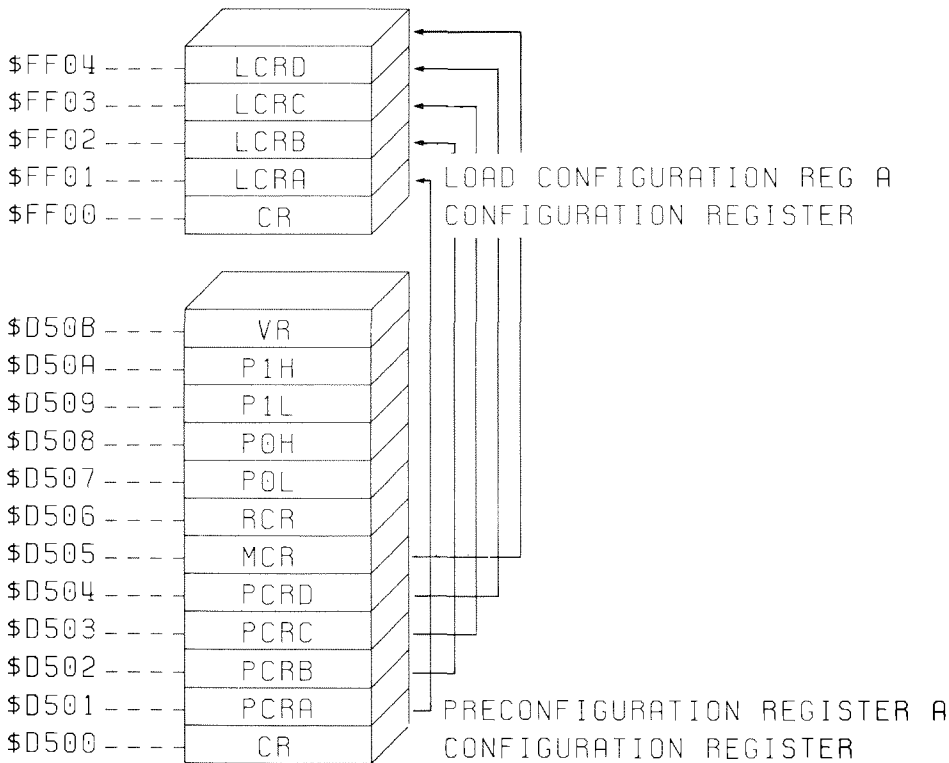 $FF04 ---- LCRD
$FF03 ---- LCRC
$FF02 ---- LCRB
$FF01 ---- LCRA LOAD CONFIGURATION REG A
$FF00 ---- CR CONFIGURATION REGISTER
$D50B ---- VR
$D50A ---- P1H
$D509 ---- P1L
$D508 ---- P0H
$D507 ---- P0L
$D506 ---- RCR
$D505 ---- MCR
$D504 ---- PCRD
$D503 ---- PCRC
$D502 ---- PCRB
$D501 ---- PCRA PRECONFIGURATION REGISTER A
$D500 ---- CR CONFIGURATION REGISTER